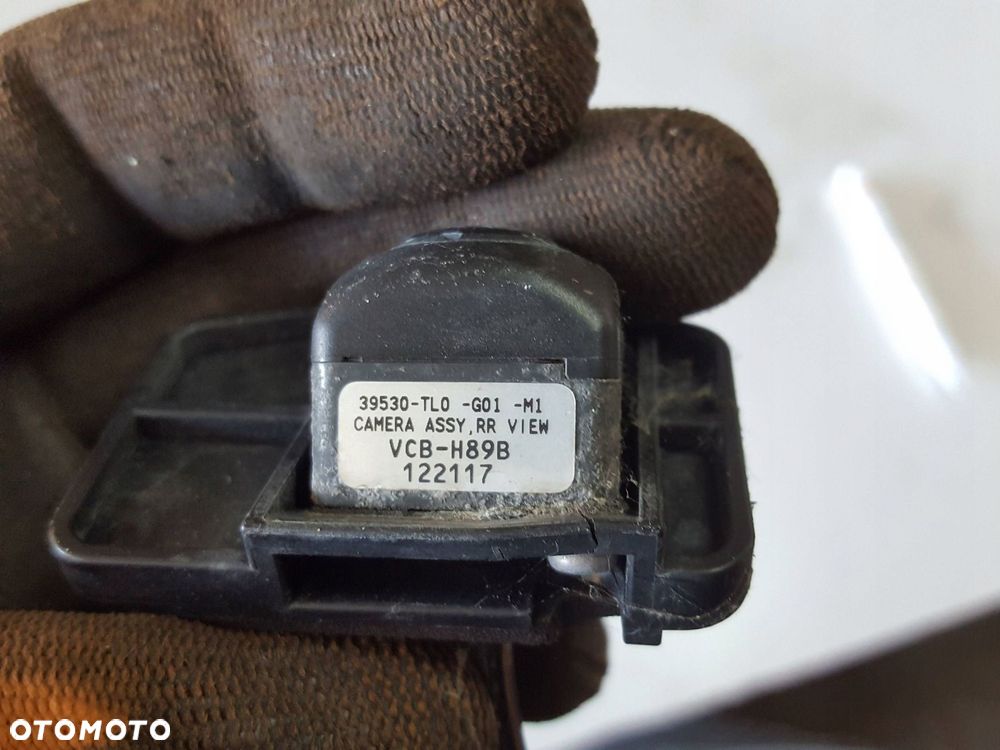 39530-TL0 -G01 -M1
CAMERA ASSY,RR VIEW
VCB-H89B
122117
OTOMOTO